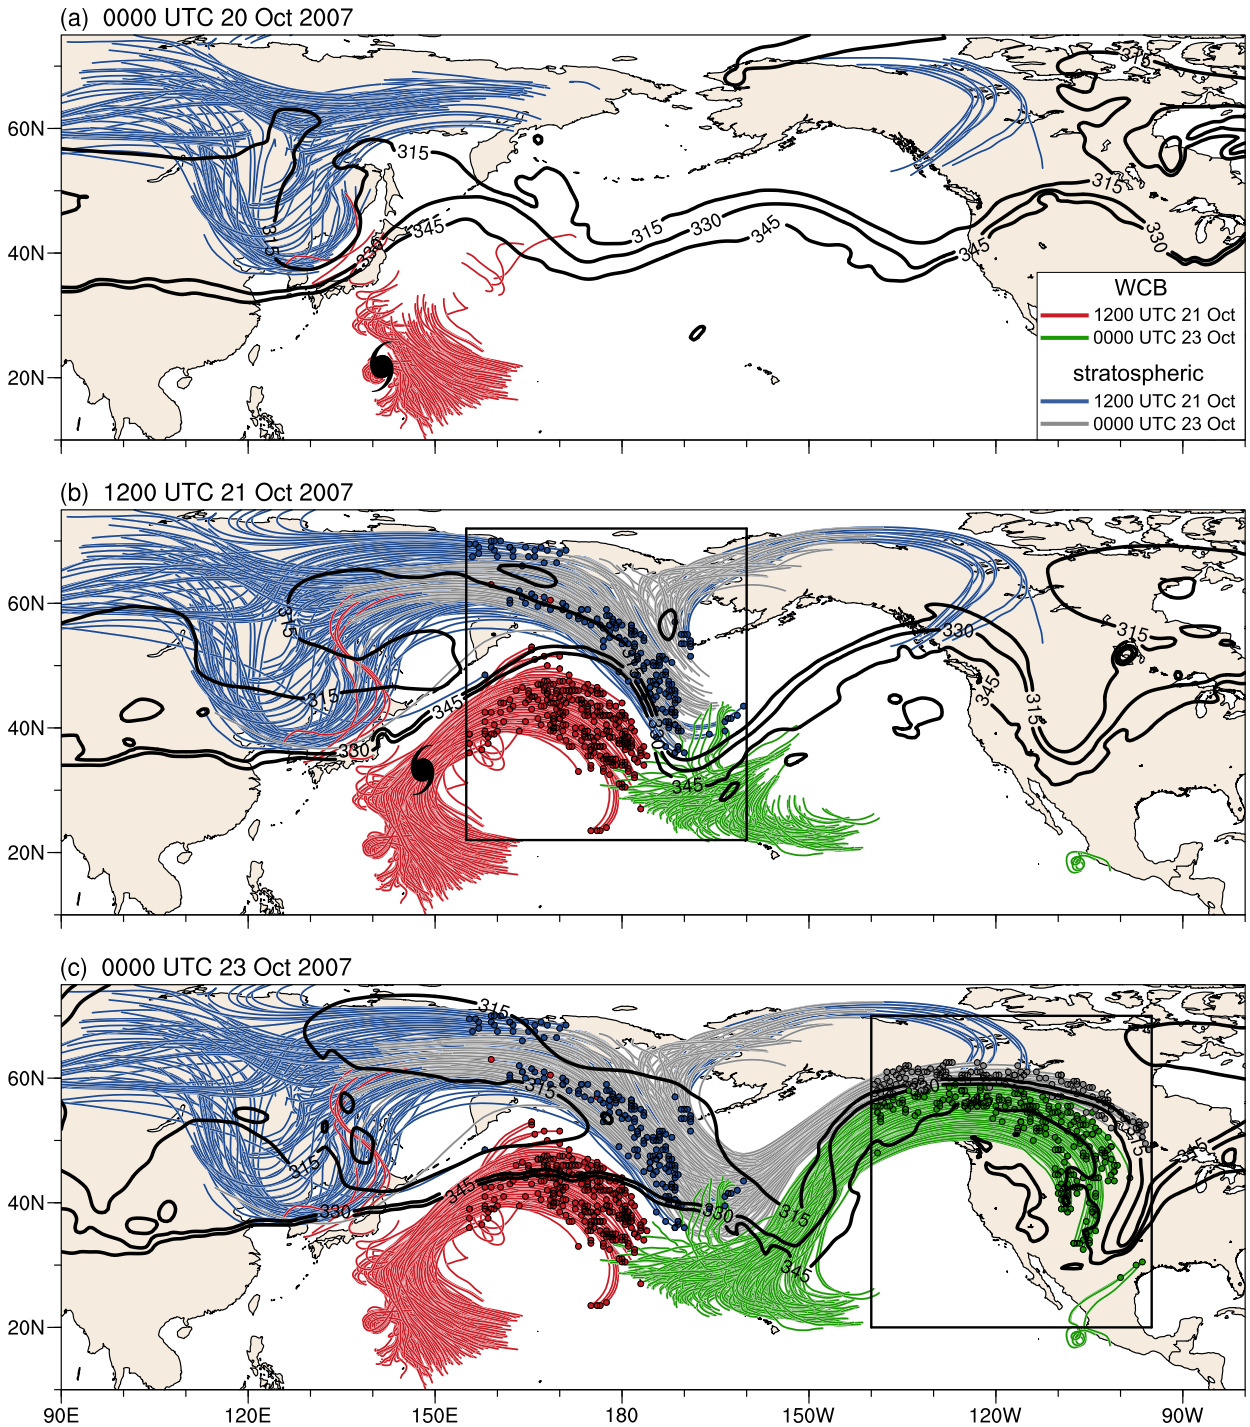 (a) 0000 UTC 20 Oct 2007
60N
40N
20N
315
315
315
330
345
315
330
345
345
315
330
315
WCB
1200 UTC 21 Oct
0000 UTC 23 Oct
stratospheric
1200 UTC 21 Oct
0000 UTC 23 Oct
(b) 1200 UTC 21 Oct 2007
60N
40N
20N
315
315
330
345
345
330
345
315
315
(c) 0000 UTC 23 Oct 2007
60N
40N
20N
315
315
315
330
345
330
315
345
90E
120E
150E
180
150W
120W
90W